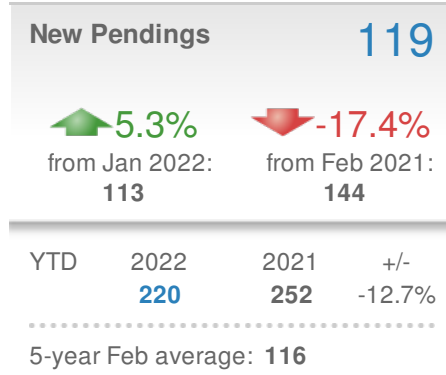 New Pendings 119
5.3% -17.4%
from Jan 2022: from Feb 2021:
113 144
YTD 2022 2021 +/-
220 252 -12.7%
5-year Feb average: 116